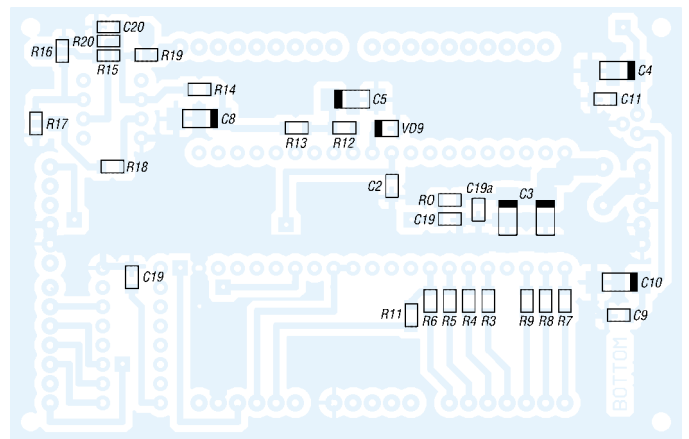 C20
R16
R20
R15
R19
C4
R14
C5
C11
R17
C8
R13
R12
VD9
R18
C2
C19a
C3
R0
C19
C19
C10
R11
R6
R5
R4
R3
R9
R8
R7
C9
BOTTOM